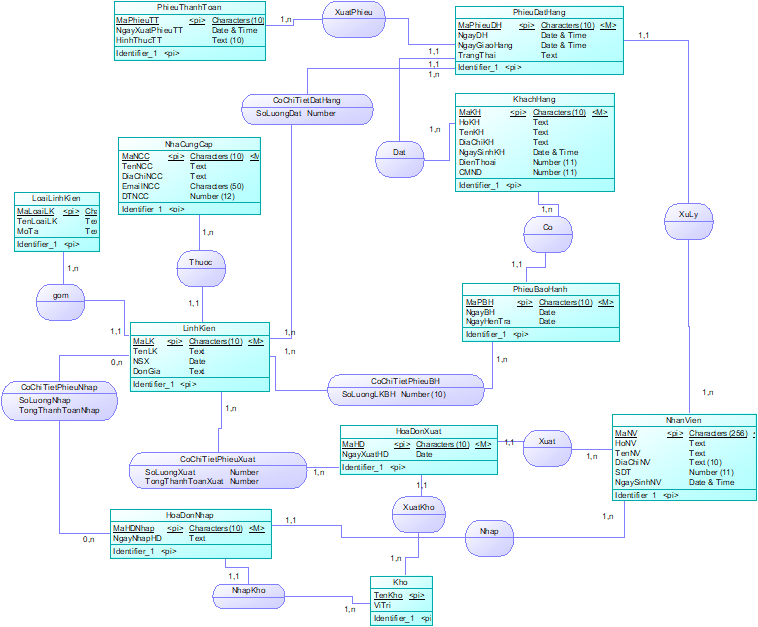 PhieuThanhToan
MaPhieuTT <pi> Characters (10)
NgayXuatPhieuTT Date & Time
HinhThucTT Text (10)
Identifier_1 <pi>
1,n
XuatPhieu
PhieuDatHang
MaPhieuDH <pi> Characters (10) <M>
NgayDH Date & Time
NgayGiaoHang Date & Time
TrangThai Text
Identifier_1 <pi>
1,1
1,1
1,n
1,1
CoChiTietDatHang
SoLuongDat Number
KhachHang
MaKH <pi> Characters (10) <M>
HoKH Text
TenKH Text
DiaChiKH Text
NgaySinhKH Date & Time
DienThoai Number (11)
CMND Number (11)
Identifier_1 <pi>
1,n
Dat
NhaCungCap
MaNCC <pi> Characters (10)
TenNCC Text
DiaChiNCC Text
EmailNCC Characters (50)
DTNCC Number (12)
Identifier_1 <pi>
LoaiLinhKien
MaLoaiLK <pi>
TenLoaiLK
MoTa
Identifier_1 <pi>
1,n
1,n
1,n
Co
XuLy
Thuoc
1,n
1,1
gom
1,1
1,1
PhieuBaoHanh
MaPBH <pi> Characters (10) <M>
NgayBH Date
NgayHenTra Date
Identifier_1 <pi>
LinhKien
MaLK <pi> Characters (10) <M>
TenLK Text
NSX Date
DonGia Text
Identifier_1 <pi>
1,n
1,n
0,n
1,n
CoChiTietPhieuNhap
SoLuongNhap
TongThanhToanNhap
CoChiTietPhieuBH
SoLuongLKBH Number (10)
1,n
1,n
HoaDonXuat
MaHD <pi> Characters (10) <M>
NgayXuatHD Date
Identifier_1 <pi>
1,1
Xuat
1,n
NhanVien
MaNV <pi> Characters (256)
HoNV Text
TenNV Text
DiaChiNV Text (10)
SDT Number (11)
NgaySinhNV Date & Time
Identifier_1 <pi>
CoChiTietPhieuXuat
SoLuongXuat Number
TongThanhToanXuat Number
1,n
1,1
XuatKho
HoaDonNhap
MaHDNhap <pi> Characters (10) <M>
NgayNhapHD Text
Identifier_1 <pi>
1,1
1,n
Nhap
0,n
1,n
1,1
NhapKho
1,n
Kho
TenKho <pi>
ViTri
Identifier_1